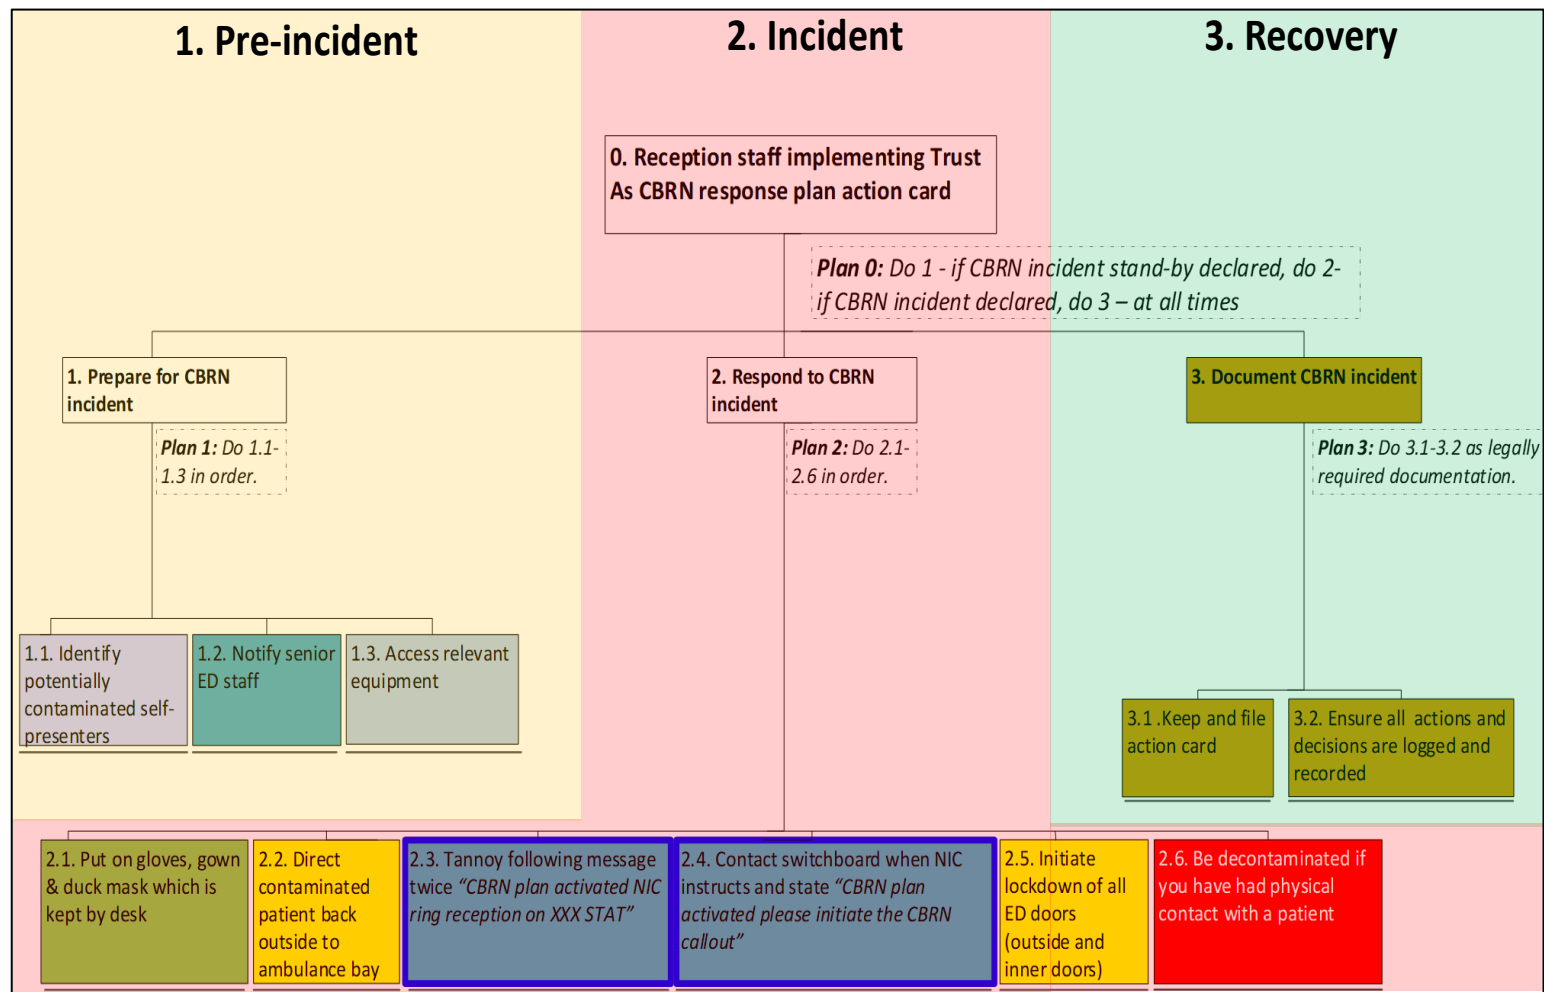 1. Pre-incident
2. Incident
3. Recovery
0. Reception staff implementing Trust
As CBRN response plan action card
Plan 0: Do 1 - if CBRN incident stand-by declared, do 2-
if CBRN incident declared, do 3 – at all times
1. Prepare for CBRN
incident
2. Respond to CBRN
incident
3. Document CBRN incident
Plan 1: Do 1.1-
1.3 in order.
Plan 2: Do 2.1-
2.6 in order.
Plan 3: Do 3.1-3.2 as legally
required documentation.
1.1. Identify
potentially
contaminated self-
presenters
1.2. Notify senior
ED staff
1.3. Access relevant
equipment
3.1 .Keep and file
action card
3.2. Ensure all actions and
decisions are logged and
recorded
2.1. Put on gloves, gown
& duck mask which is
kept by desk
2.2. Direct
contaminated
patient back
outside to
ambulance bay
2.3. Tannoy following message
twice “CBRN plan activated NIC
ring reception on XXX STAT”
2.4. Contact switchboard when NIC
instructs and state “CBRN plan
activated please initiate the CBRN
callout”
2.5. Initiate
lockdown of all
ED doors
(outside and
inner doors)
2.6. Be decontaminated if
you have had physical
contact with a patient